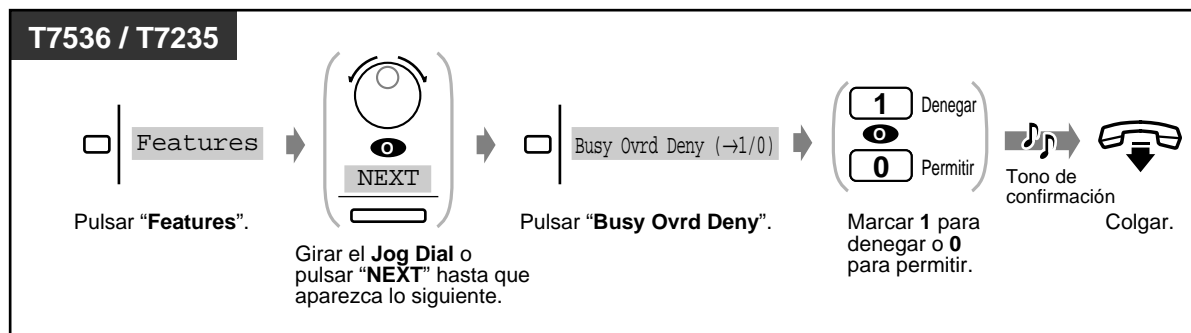 T7536 / T7235
Features
Pulsar “Features”.
O
NEXT
Girar el Jog Dial o
pulsar “NEXT” hasta que
aparezca lo siguiente.
Busy Ovrd Deny (→1/0)
Pulsar “Busy Ovrd Deny”.
1 Denegar
O
0 Permitir
Marcar 1 para
denegar o 0
para permitir.
Tono de
confirmación
Colgar.